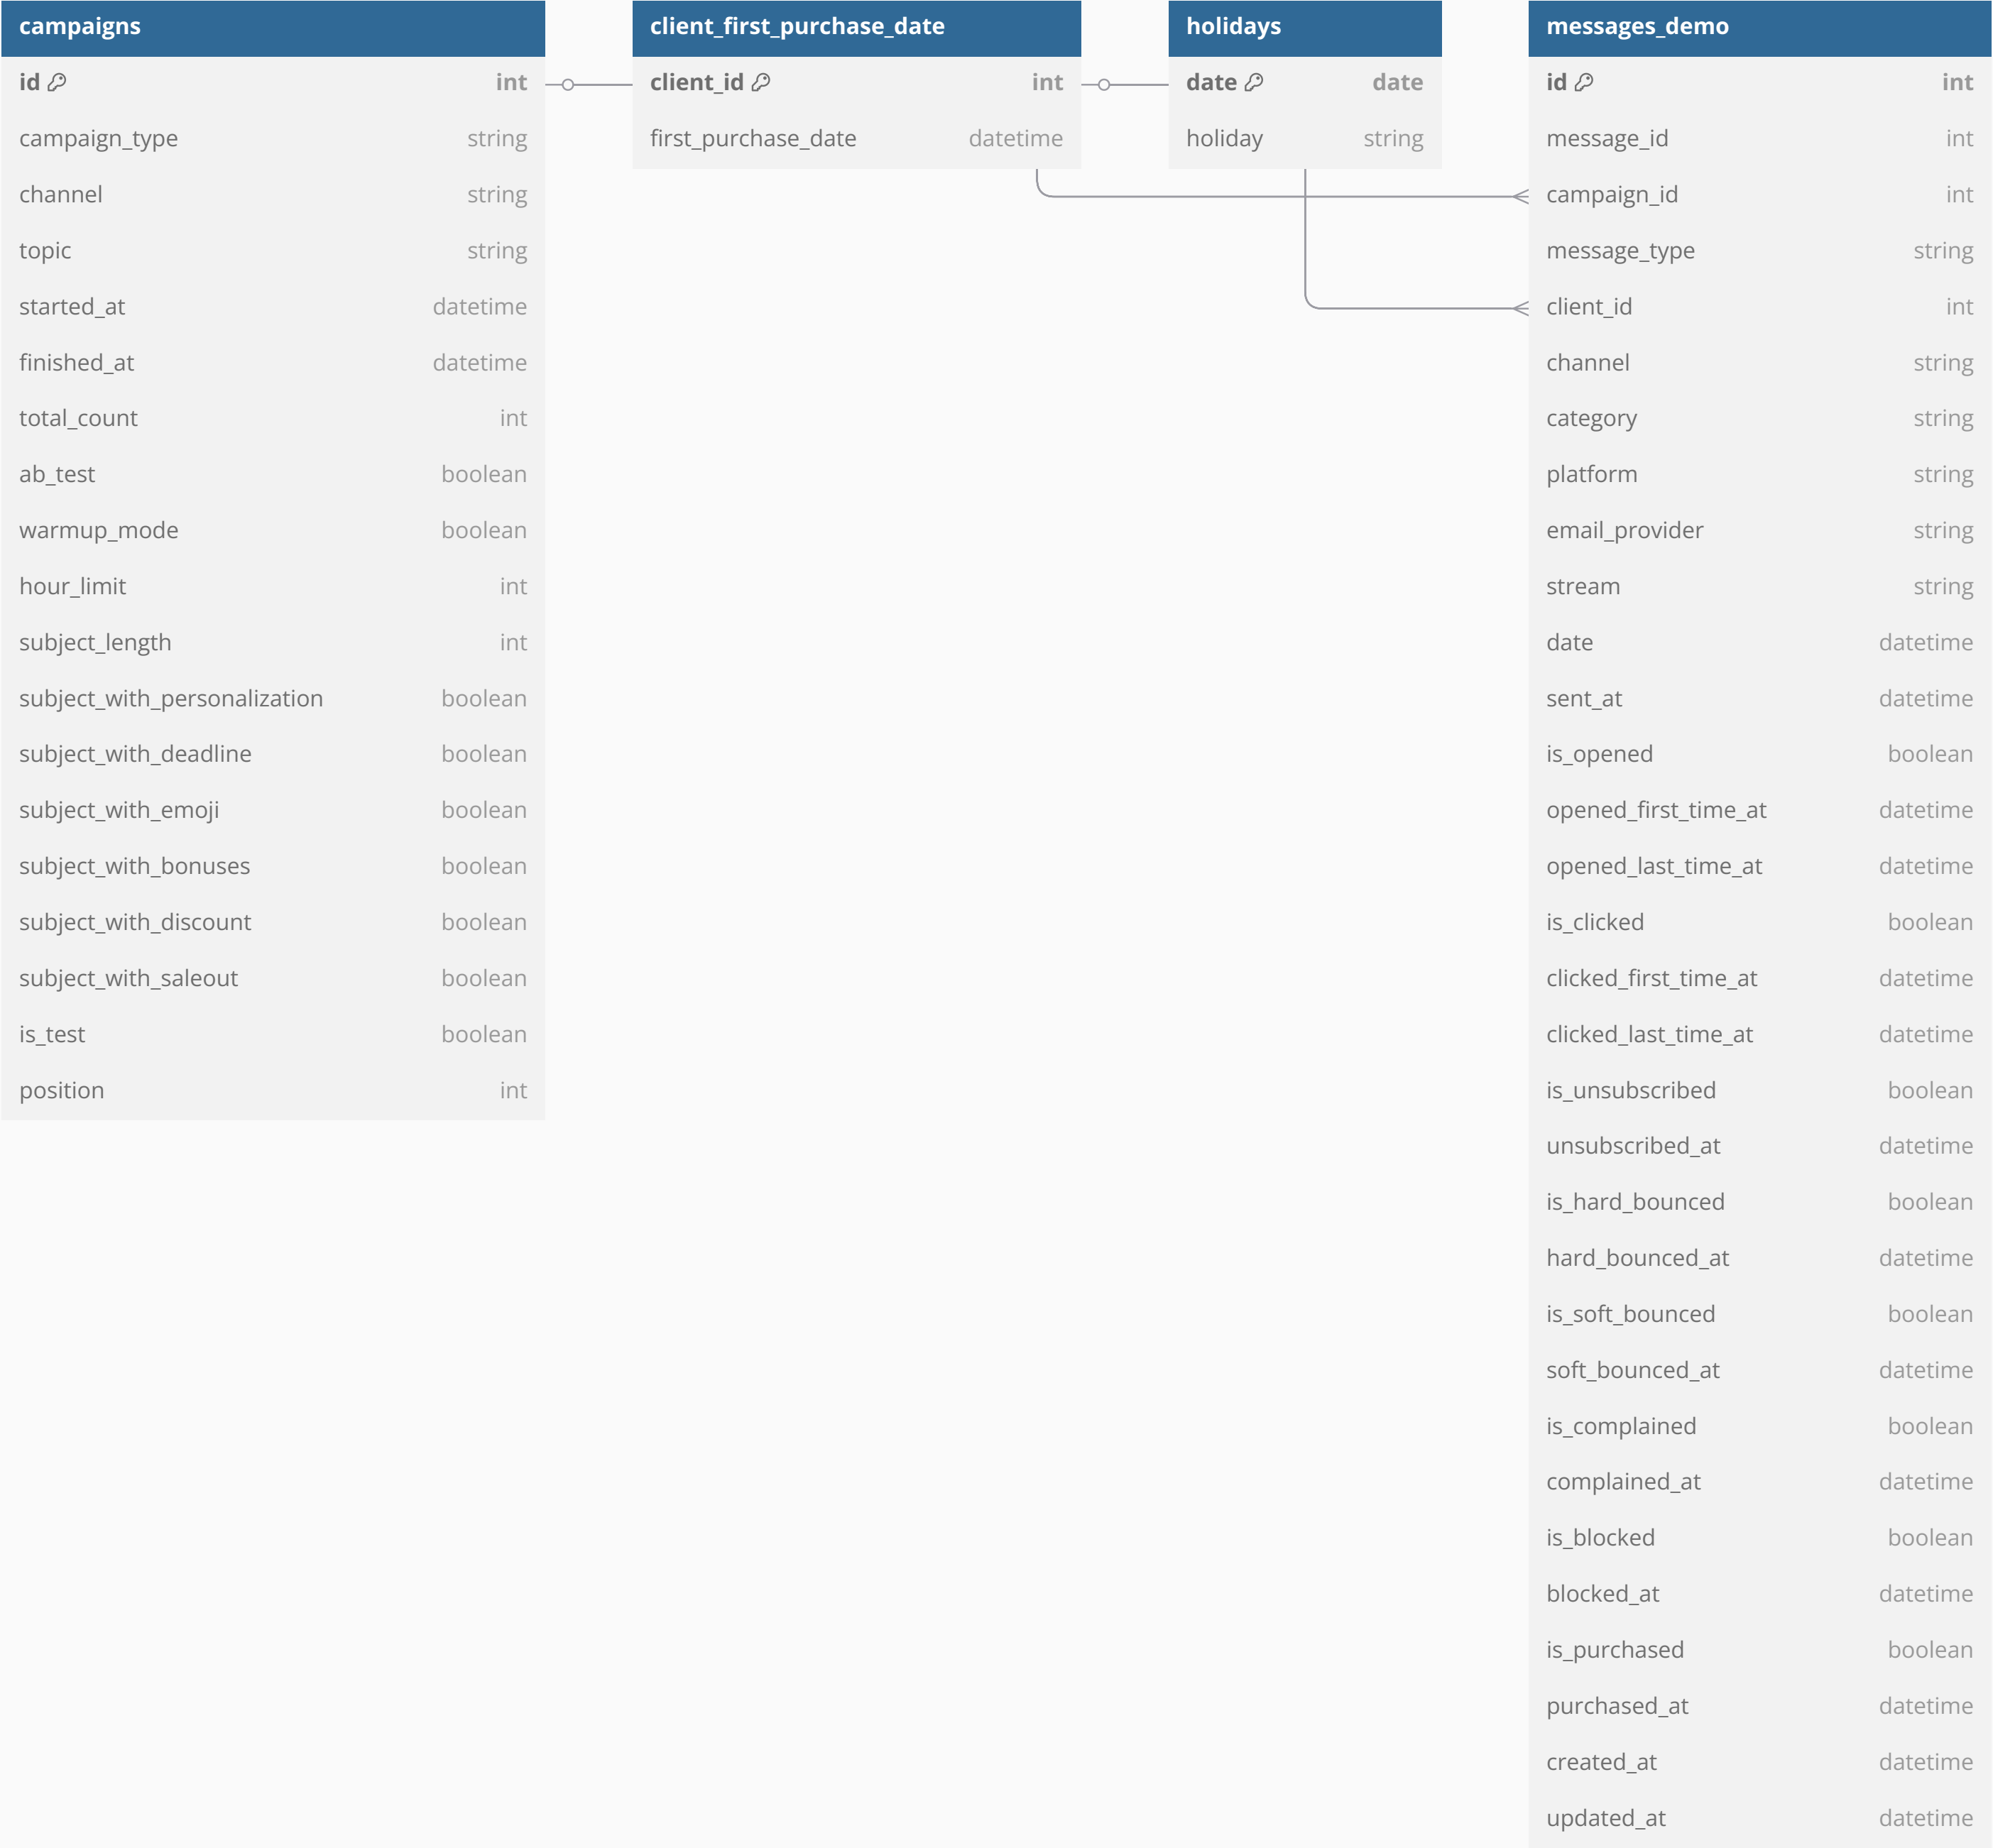 campaigns
id int
campaign_type string
channel string
topic string
started_at datetime
finished_at datetime
total_count int
ab_test boolean
warmup_mode boolean
hour_limit int
subject_length int
subject_with_personalization boolean
subject_with_deadline boolean
subject_with_emoji boolean
subject_with_bonuses boolean
subject_with_discount boolean
subject_with_saleout boolean
is_test boolean
position int
client_first_purchase_date
client_id int
first_purchase_date datetime
holidays
date date
holiday string
messages_demo
id int
message_id int
campaign_id int
message_type string
client_id int
channel string
category string
platform string
email_provider string
stream string
date datetime
sent_at datetime
is_opened boolean
opened_first_time_at datetime
opened_last_time_at datetime
is_clicked boolean
clicked_first_time_at datetime
clicked_last_time_at datetime
is_unsubscribed boolean
unsubscribed_at datetime
is_hard_bounced boolean
hard_bounced_at datetime
is_soft_bounced boolean
soft_bounced_at datetime
is_complained boolean
complained_at datetime
is_blocked boolean
blocked_at datetime
is_purchased boolean
purchased_at datetime
created_at datetime
updated_at datetime